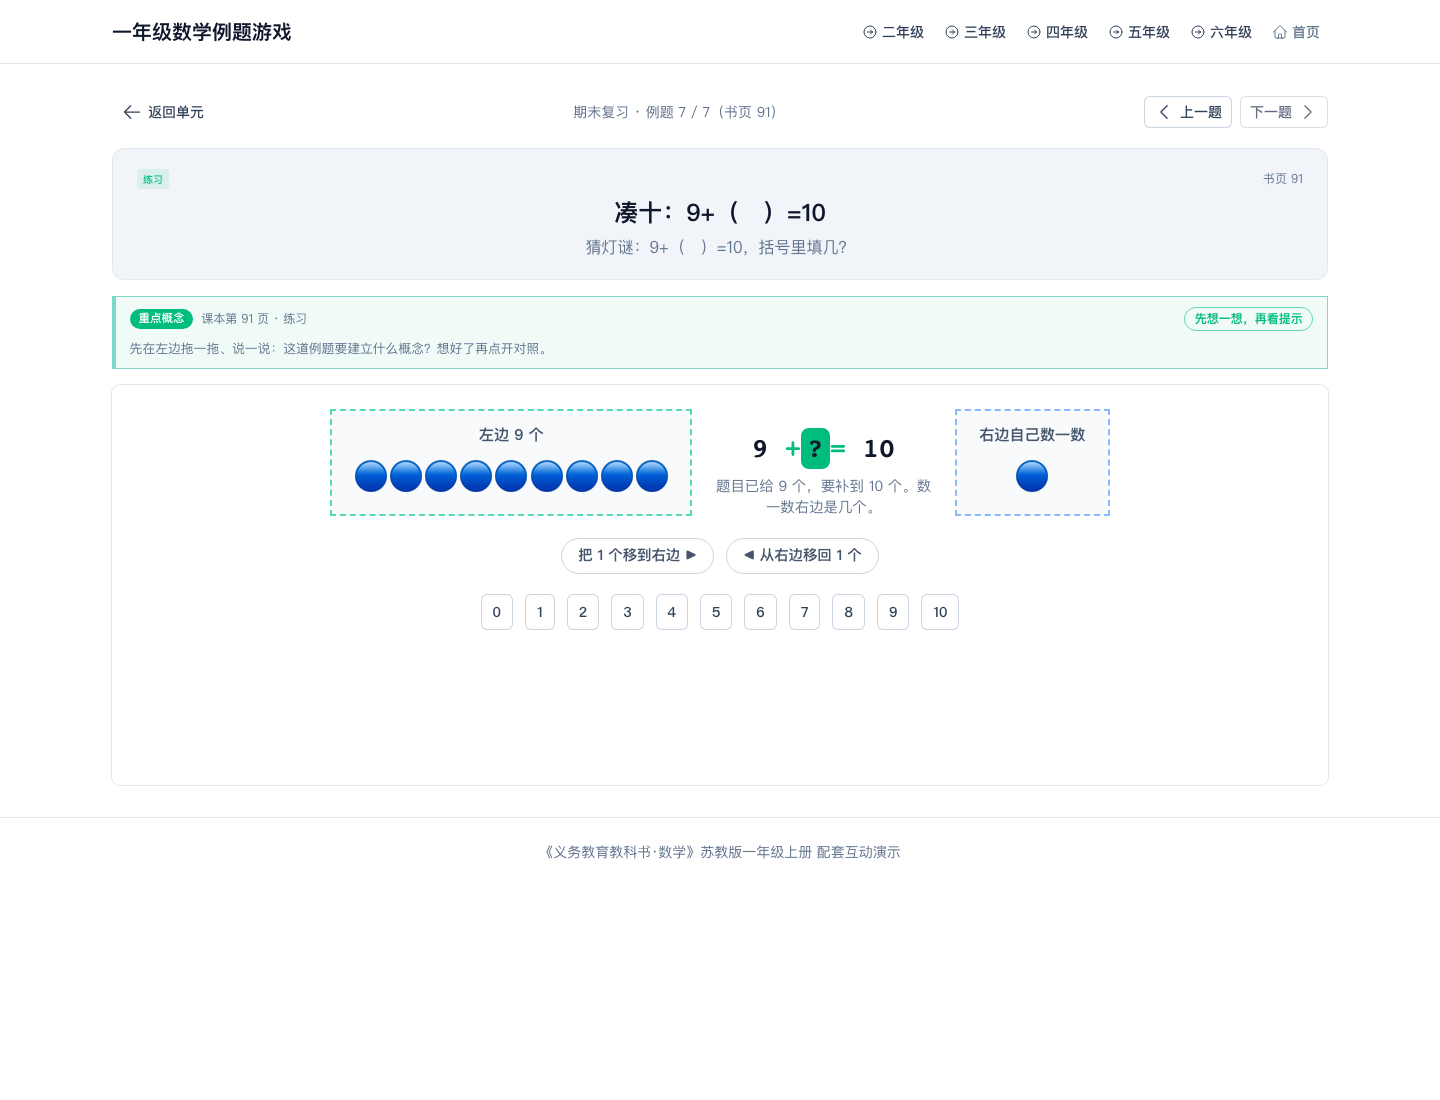 一年级数学例题游戏
二年级 三年级 四年级 五年级 六年级 首页
返回单元
期末复习 · 例题 7 / 7（书页 91）
上一题 下一题
练习
书页 91
凑十：9+（　）=10
猜灯谜：9+（　）=10，括号里填几？
重点概念 课本第 91 页 · 练习
先想一想，再看提示
先在左边拖一拖、说一说：这道例题要建立什么概念？想好了再点开对照。
左边 9 个
9 + ? = 10
题目已给 9 个，要补到 10 个。数
一数右边是几个。
右边自己数一数
把 1 个移到右边 ▶
◀ 从右边移回 1 个
0 1 2 3 4 5 6 7 8 9 10
《义务教育教科书·数学》苏教版一年级上册 配套互动演示